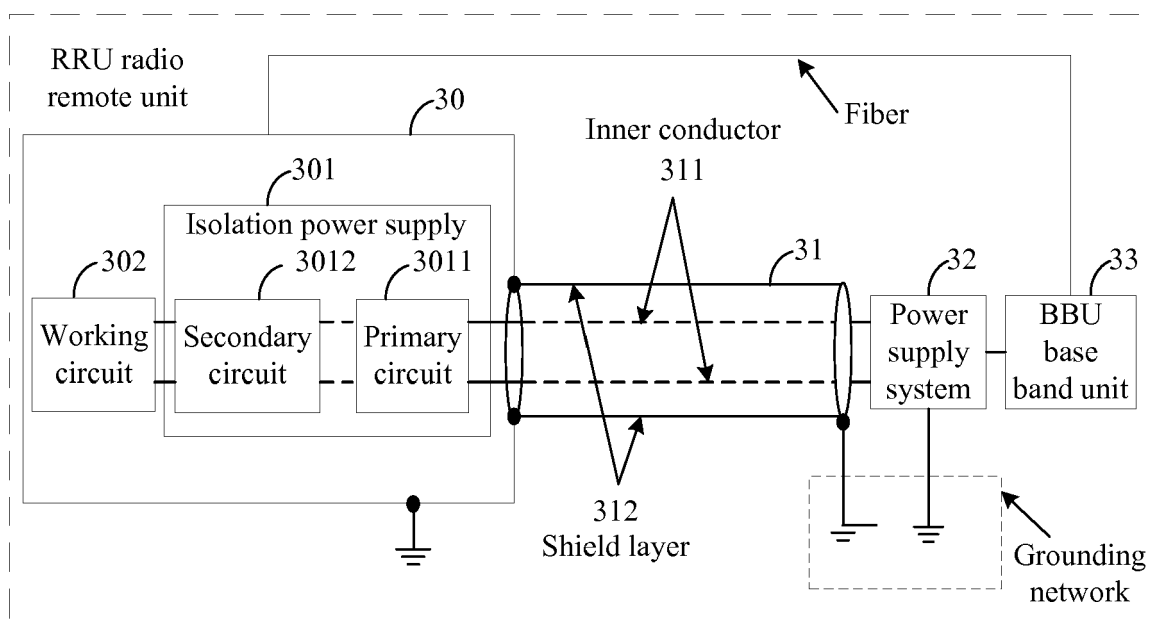 RRU radio
remote unit
30
Fiber
Inner conductor
311
301
Isolation power supply
302
3012
3011
31
32
33
Working
circuit
Secondary
circuit
Primary
circuit
Power
supply
system
BBU
base
band unit
312
Shield layer
Grounding
network